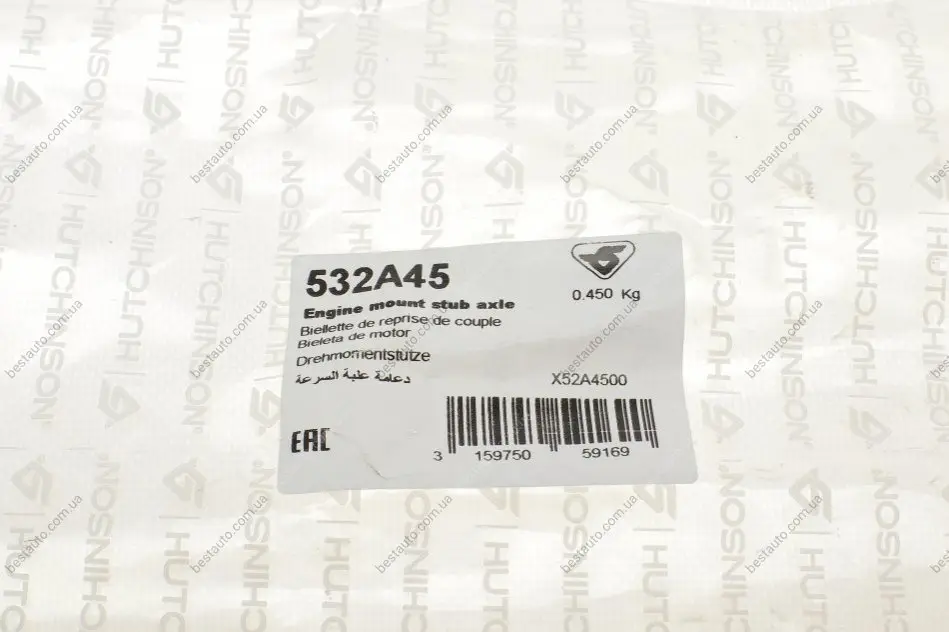 532A45
0.450 Kg
Engine mount stub axle
Biellette de reprise de couple
Bieleta de motor
Drehmomentstütze
دعامة علبة السرعة
X52A4500
EAC
3 159750 59169
HUTCHINSON®
bestauto.com.ua